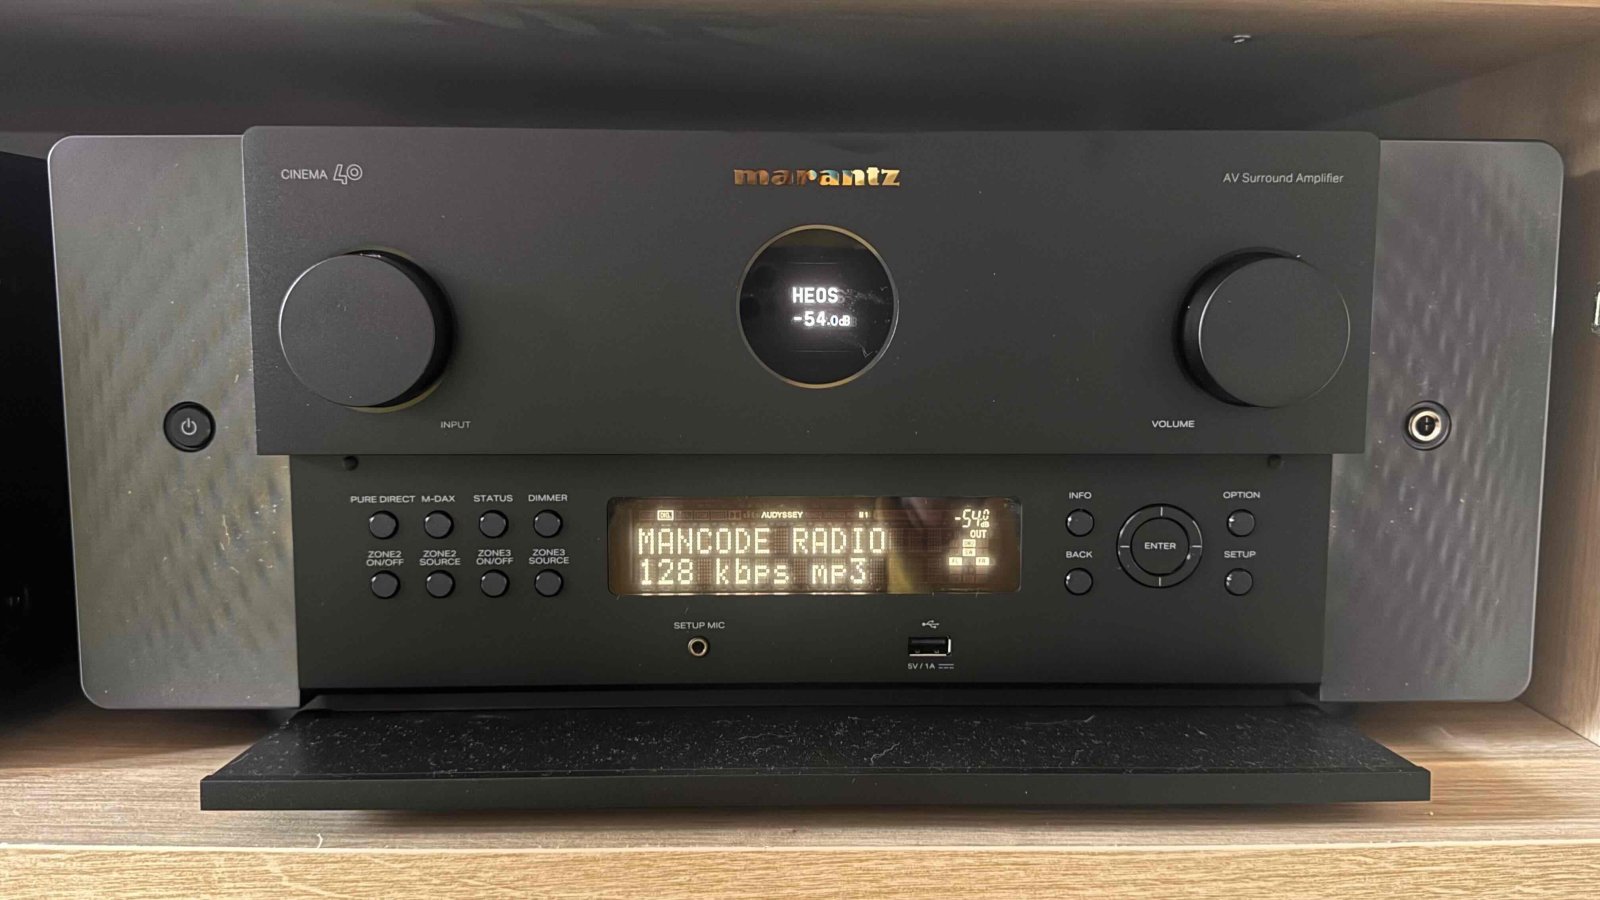 CINEMA 40
marantz
AV Surround Amplifier
HEOS
-54.0dB
INPUT
VOLUME
PURE DIRECT M-DAX STATUS DIMMER
ZONE2 ON/OFF
ZONE2 SOURCE
ZONE3 ON/OFF
ZONE3 SOURCE
AUDYSSEY
-54.0 dB
OUT
MANCODE RADIO
128 kbps mp3
INFO
BACK
ENTER
OPTION
SETUP
SETUP MIC
5V / 1A